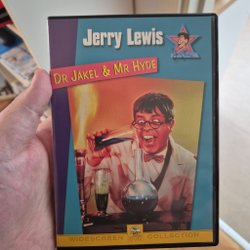 Jerry Lewis
DR JAKEL & MR HYDE
WIDESCREEN COLLECTION